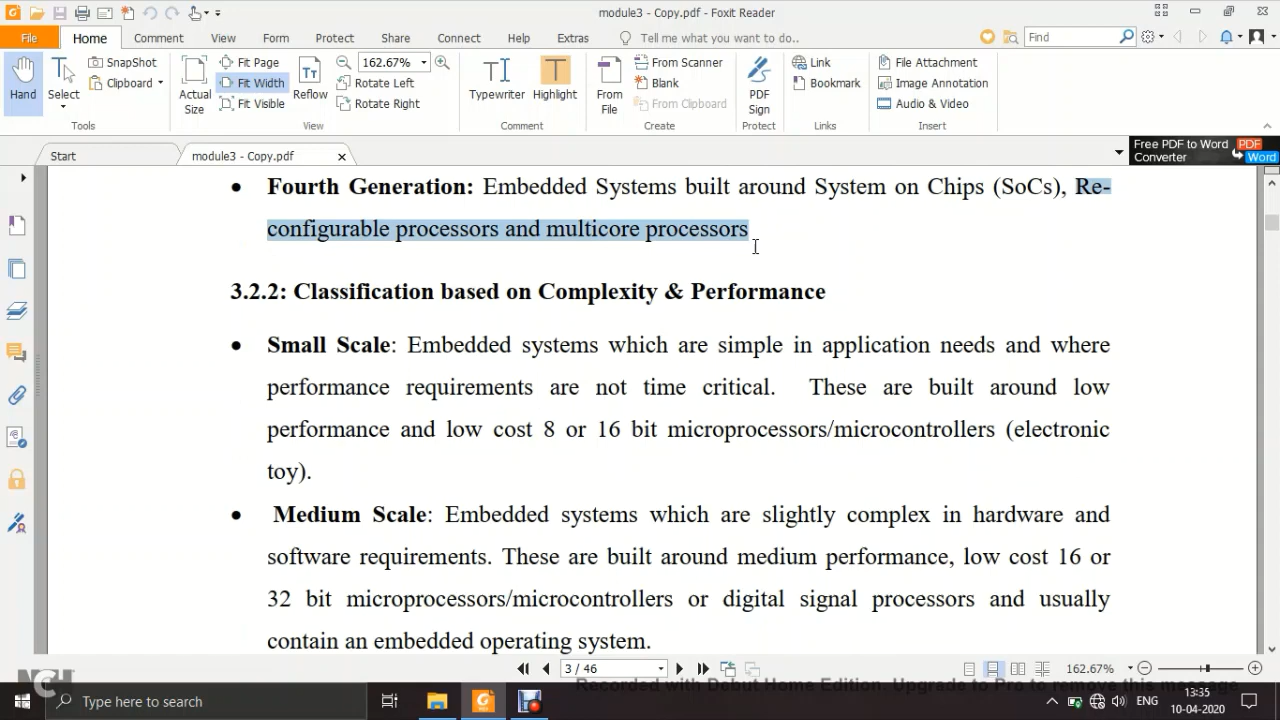 module3 - Copy.pdf - Foxit Reader
File Home Comment View Form Protect Share Connect Help Extras Tell me what you want to do.. Find
Hand
Select
SnapShot
Clipboard
Tools
Actual
Size
Fit Page
Fit Width
Fit Visible
Reflow
162.67%
Rotate Left
Rotate Right
View
Typewriter
Highlight
Comment
From
File
From Scanner
Blank
From Clipboard
Create
PDF
Sign
Protect
Link
Bookmark
Links
File Attachment
Image Annotation
Audio & Video
Insert
Start
module3 - Copy.pdf
Free PDF to Word
Converter
PDF
Word
• Fourth Generation: Embedded Systems built around System on Chips (SoCs), Re-
configurable processors and multicore processors
3.2.2: Classification based on Complexity & Performance
• Small Scale: Embedded systems which are simple in application needs and where
performance requirements are not time critical. These are built around low
performance and low cost 8 or 16 bit microprocessors/microcontrollers (electronic
toy).
• Medium Scale: Embedded systems which are slightly complex in hardware and
software requirements. These are built around medium performance, low cost 16 or
32 bit microprocessors/microcontrollers or digital signal processors and usually
contain an embedded operating system.
3 / 46
162.67%
NCH
Recorded with Debut Home Edition. Upgrade to Pro to remove this message
Type here to search
ENG
13:35
10-04-2020